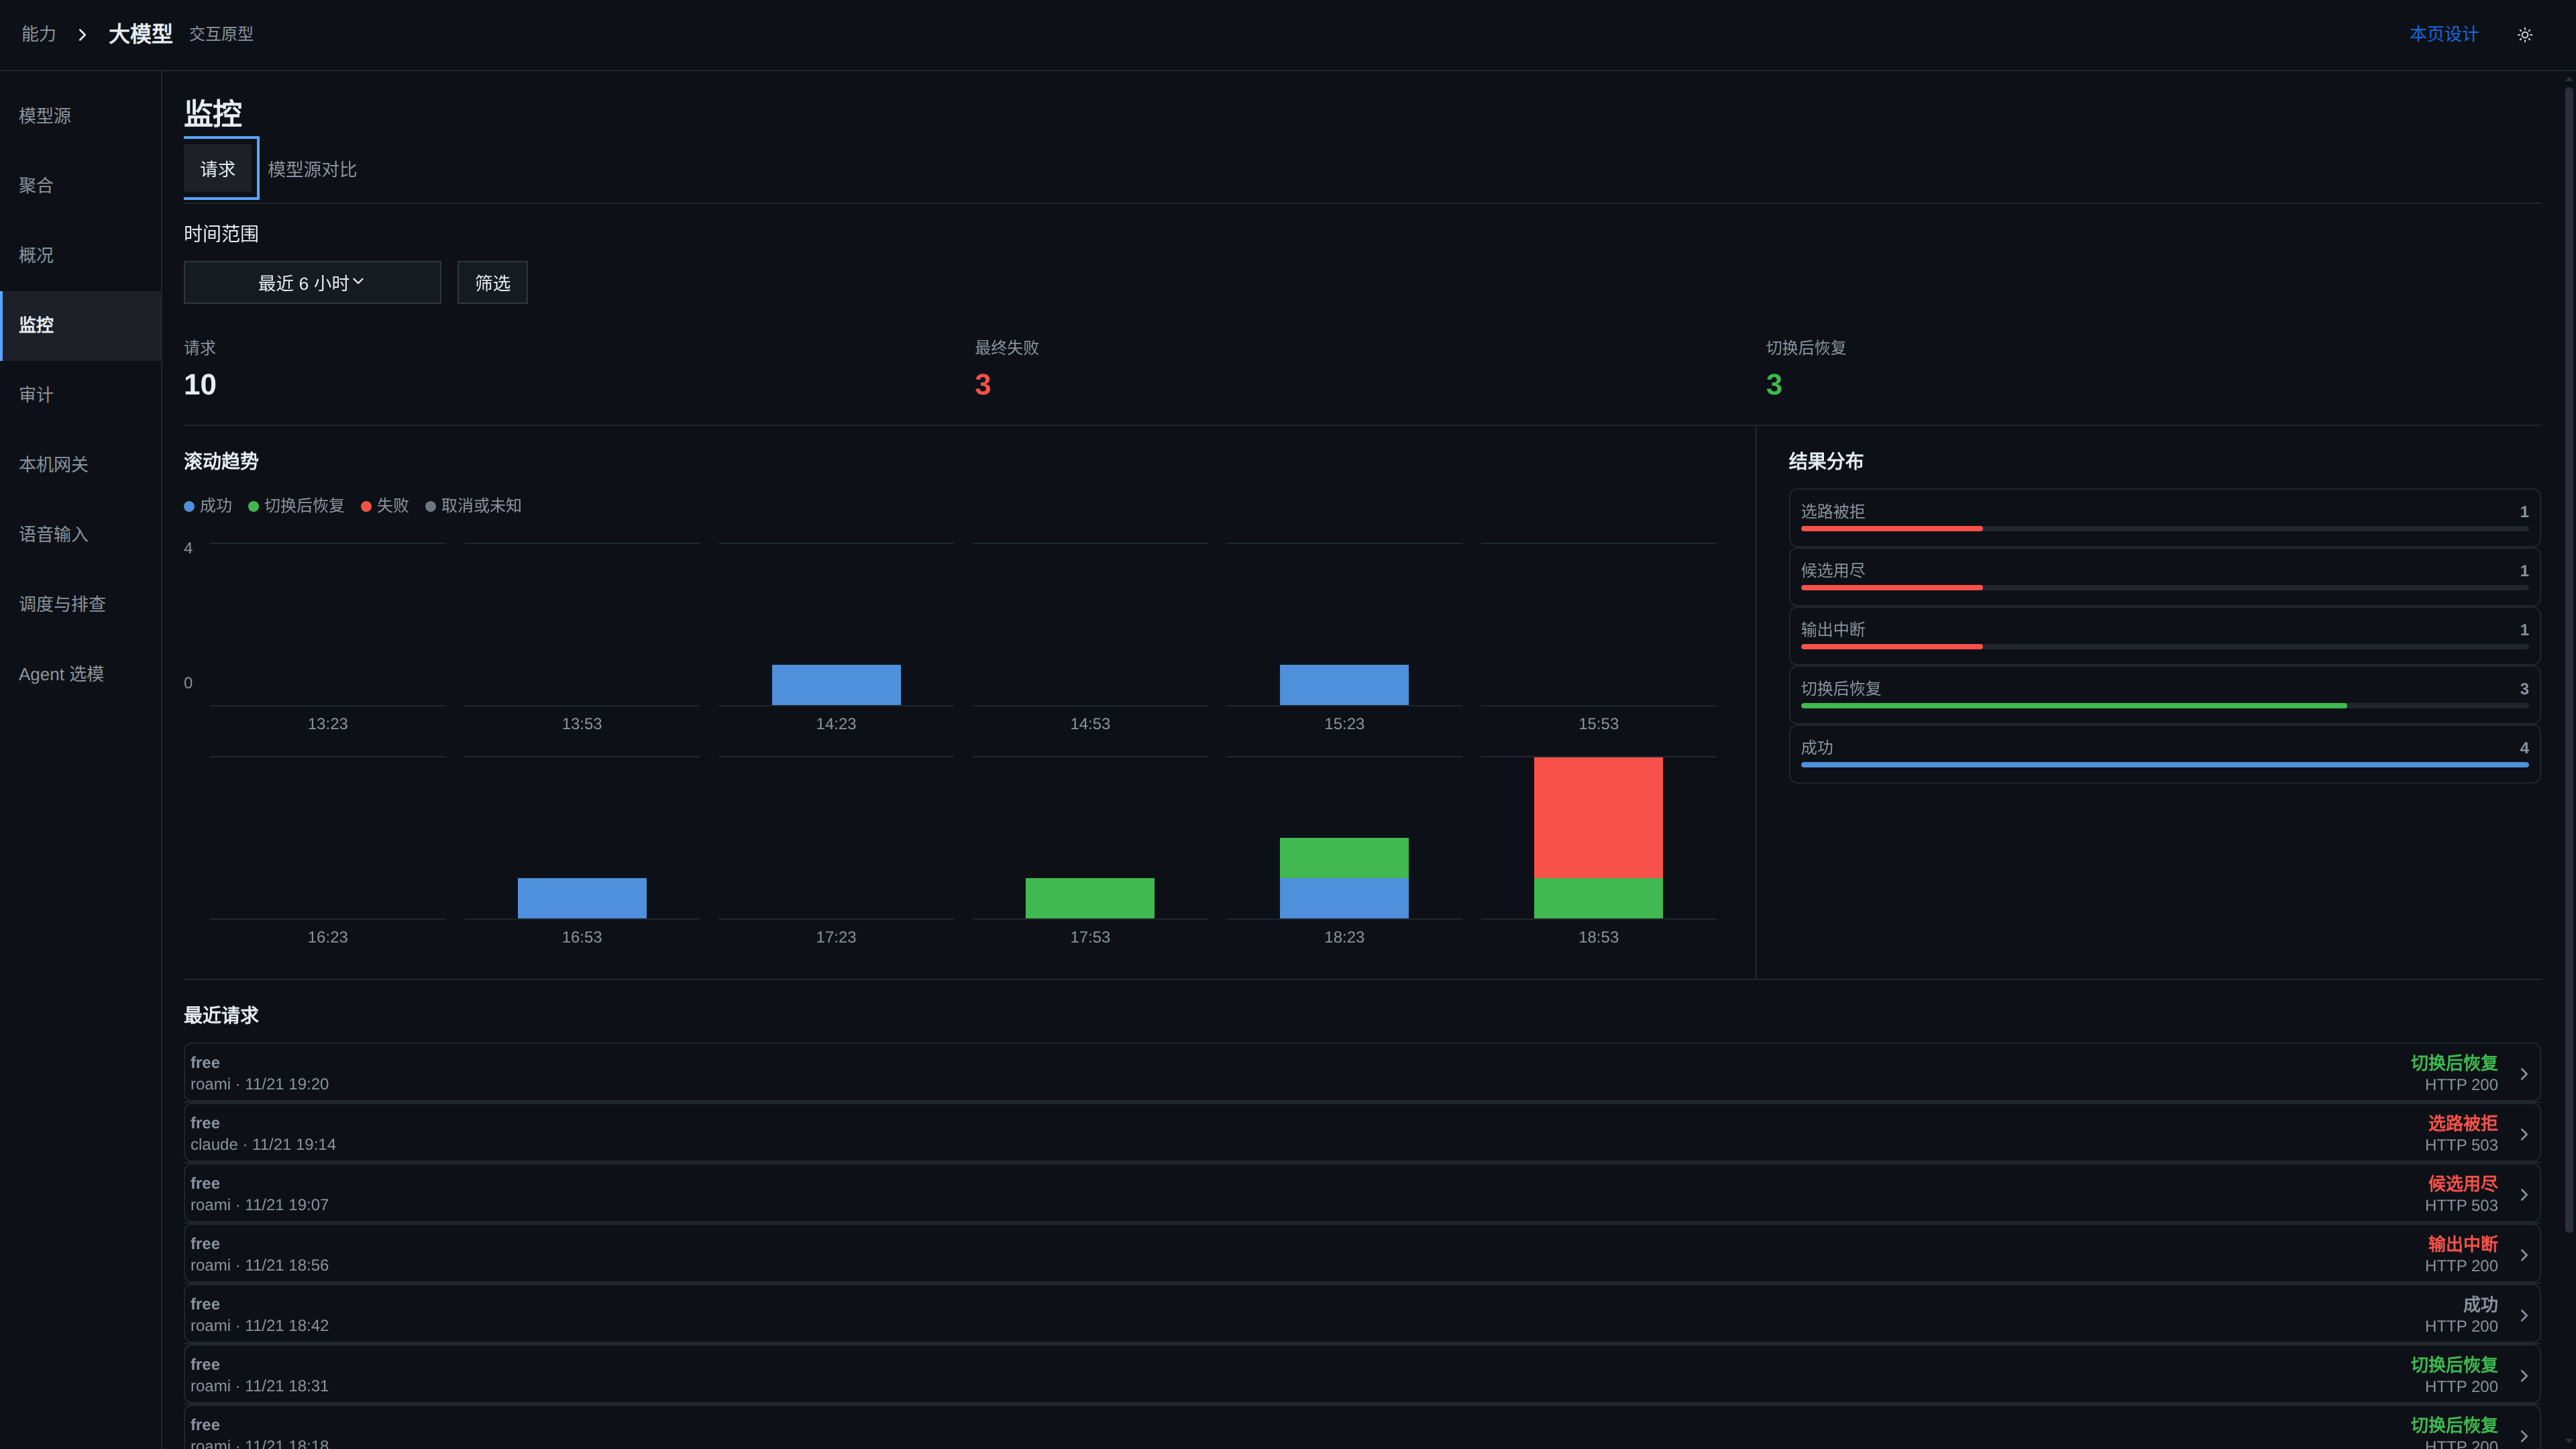 能力
大模型
交互原型
本页设计
模型源
聚合
概况
监控
审计
本机网关
语音输入
调度与排查
Agent 选模
监控
请求
模型源对比
时间范围
最近 6 小时
筛选
请求
10
最终失败
3
切换后恢复
3
滚动趋势
成功
切换后恢复
失败
取消或未知
4
0
13:23
13:53
14:23
14:53
15:23
15:53
16:23
16:53
17:23
17:53
18:23
18:53
结果分布
选路被拒
1
候选用尽
1
输出中断
1
切换后恢复
3
成功
4
最近请求
free
roami · 11/21 19:20
切换后恢复
HTTP 200
free
claude · 11/21 19:14
选路被拒
HTTP 503
free
roami · 11/21 19:07
候选用尽
HTTP 503
free
roami · 11/21 18:56
输出中断
HTTP 200
free
roami · 11/21 18:42
成功
HTTP 200
free
roami · 11/21 18:31
切换后恢复
HTTP 200
free
roami · 11/21 18:18
切换后恢复
HTTP 200